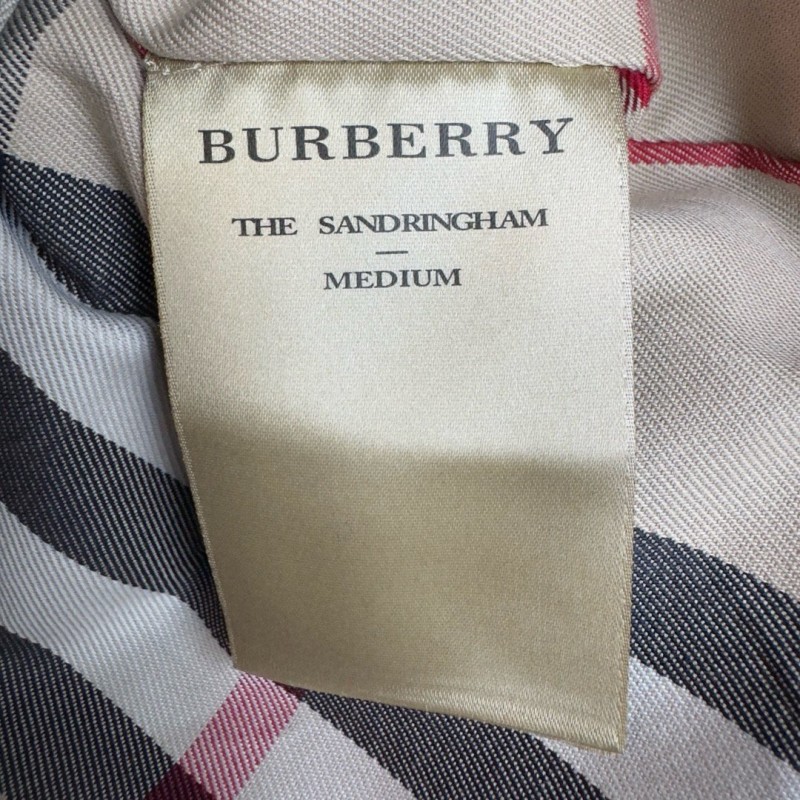 BURBERRY
THE SANDRINGHAM
—
MEDIUM